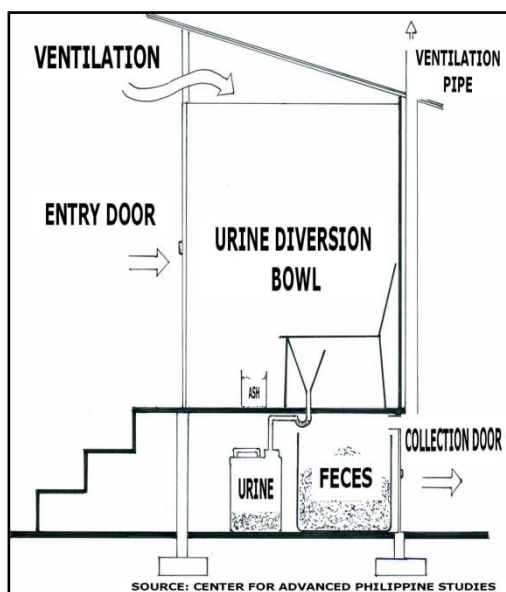 VENTILATION
VENTILATION
PIPE
ENTRY DOOR
URINE DIVERSION
BOWL
ASH
COLLECTION DOOR
URINE
FECES
SOURCE: CENTER FOR ADVANCED PHILIPPINE STUDIES